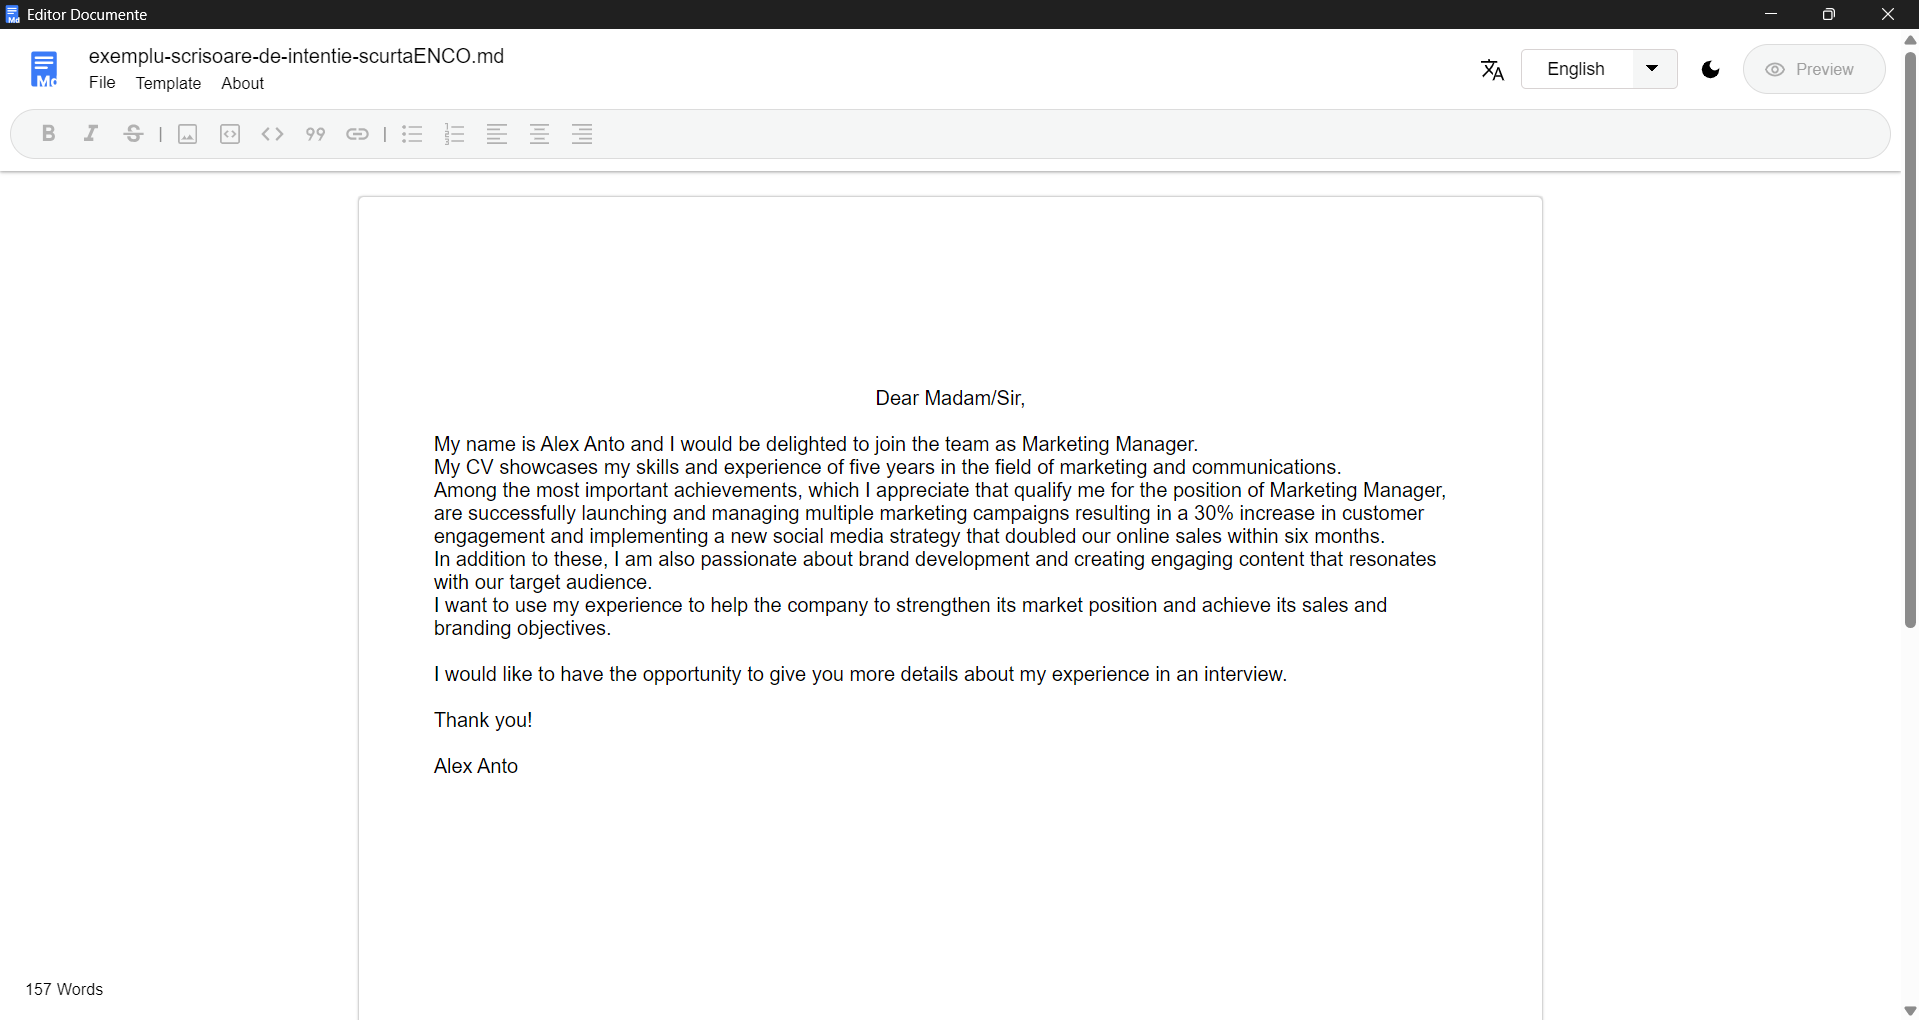 Editor Documente
exemplu-scrisoare-de-intentie-scurtaENCO.md
File Template About
English
Preview
Dear Madam/Sir,
My name is Alex Anto and I would be delighted to join the team as Marketing Manager.
My CV showcases my skills and experience of five years in the field of marketing and communications.
Among the most important achievements, which I appreciate that qualify me for the position of Marketing Manager,
are successfully launching and managing multiple marketing campaigns resulting in a 30% increase in customer
engagement and implementing a new social media strategy that doubled our online sales within six months.
In addition to these, I am also passionate about brand development and creating engaging content that resonates
with our target audience.
I want to use my experience to help the company to strengthen its market position and achieve its sales and
branding objectives.
I would like to have the opportunity to give you more details about my experience in an interview.
Thank you!
Alex Anto
157 Words